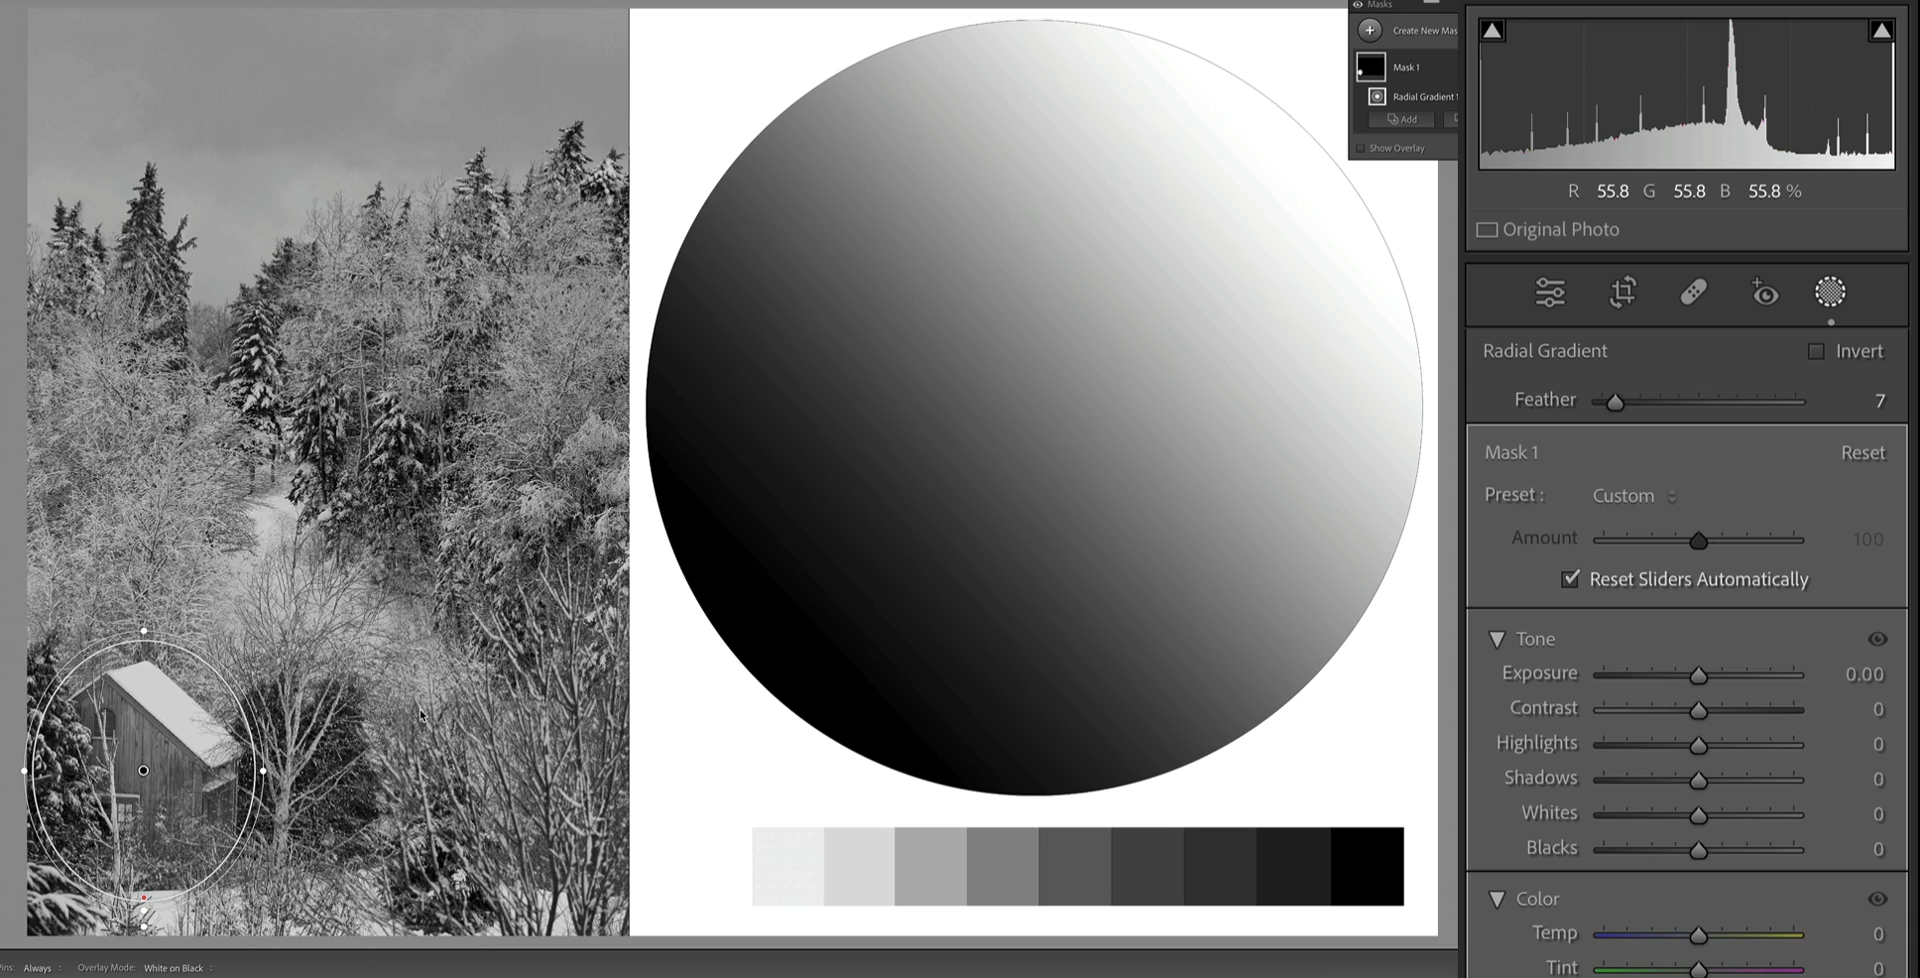 Masks
Create New Mas
Mask 1
Radial Gradient 1
Add
Show Overlay
R 55.8 G 55.8 B 55.8 %
Original Photo
Radial Gradient Invert
Feather 7
Mask 1 Reset
Preset : Custom
Amount 100
Reset Sliders Automatically
Tone
Exposure 0.00
Contrast 0
Highlights 0
Shadows 0
Whites 0
Blacks 0
Color
Temp 0
Tint 0
ins: Always Overlay Mode: White on Black